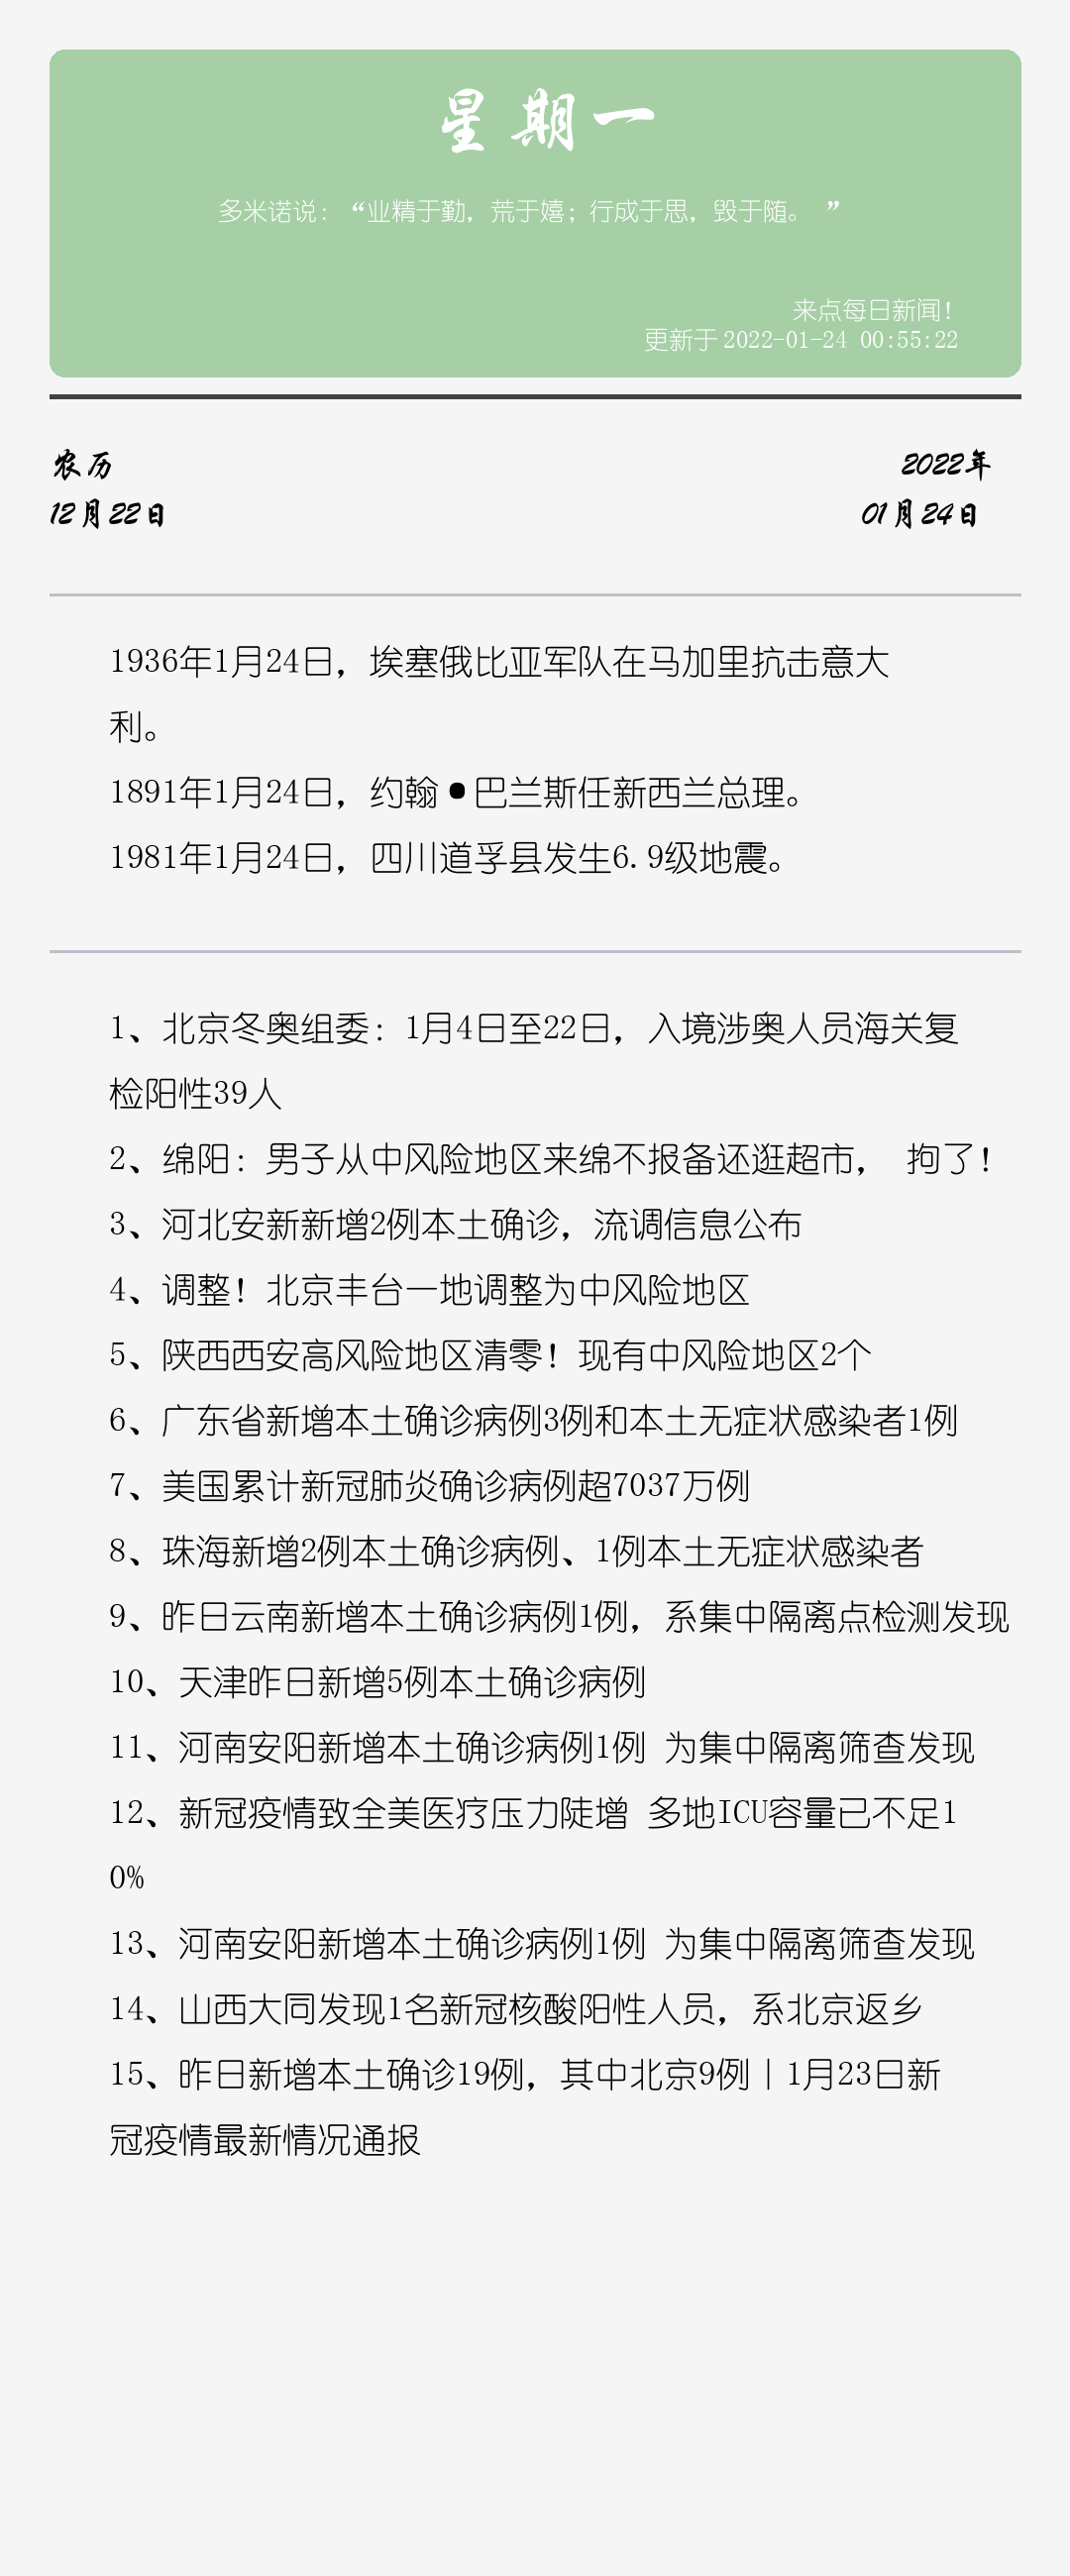 星期一
多米诺说：“业精于勤，荒于嬉；行成于思，毁于随。 ”
来点每日新闻！
更新于 2022-01-24 00:55:22
农历 2022年
12月22日 01月24日
1936年1月24日，埃塞俄比亚军队在马加里抗击意大
利。
1891年1月24日，约翰•巴兰斯任新西兰总理。
1981年1月24日，四川道孚县发生6.9级地震。
1、北京冬奥组委：1月4日至22日，入境涉奥人员海关复
检阳性39人
2、绵阳：男子从中风险地区来绵不报备还逛超市， 拘了！
3、河北安新新增2例本土确诊，流调信息公布
4、调整！北京丰台一地调整为中风险地区
5、陕西西安高风险地区清零！现有中风险地区2个
6、广东省新增本土确诊病例3例和本土无症状感染者1例
7、美国累计新冠肺炎确诊病例超7037万例
8、珠海新增2例本土确诊病例、1例本土无症状感染者
9、昨日云南新增本土确诊病例1例，系集中隔离点检测发现
10、天津昨日新增5例本土确诊病例
11、河南安阳新增本土确诊病例1例 为集中隔离筛查发现
12、新冠疫情致全美医疗压力陡增 多地ICU容量已不足1
0%
13、河南安阳新增本土确诊病例1例 为集中隔离筛查发现
14、山西大同发现1名新冠核酸阳性人员，系北京返乡
15、昨日新增本土确诊19例，其中北京9例丨1月23日新
冠疫情最新情况通报